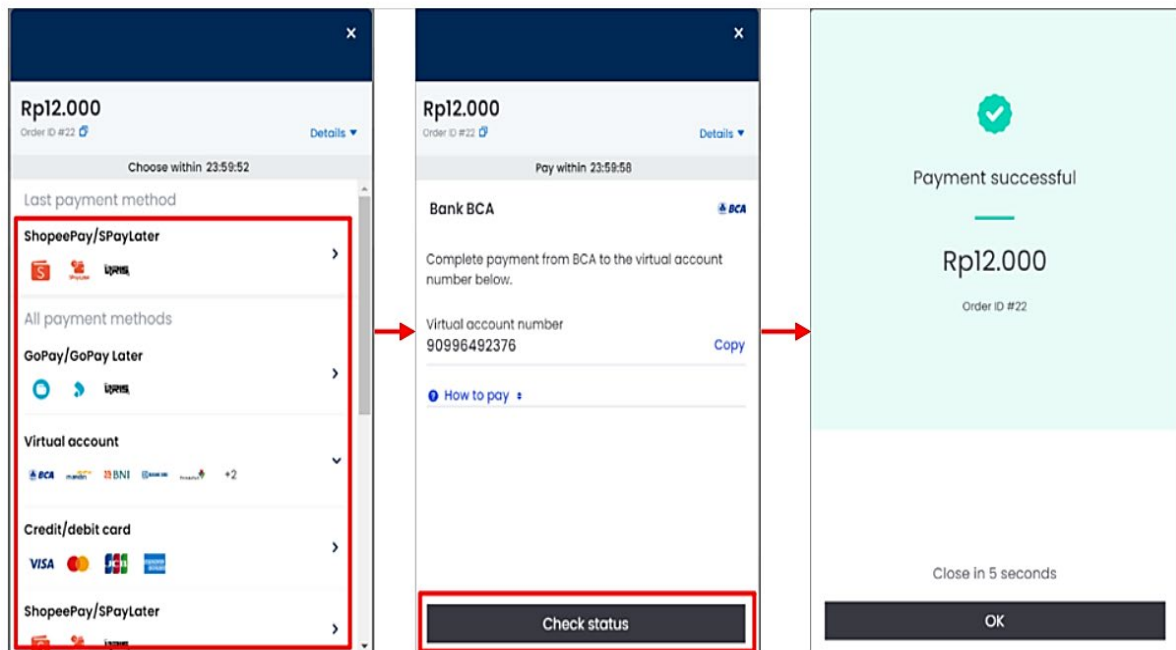 ×
Rp12.000
Order ID #22
Details
Choose within 23:59:52
Last payment method
ShopeePay/SPayLater
S
QRIS
All payment methods
GoPay/GoPay Later
QRIS
Virtual account
BCA mandiri BNI +2
Credit/debit card
VISA JCB
ShopeePay/SPayLater
×
Rp12.000
Order ID #22
Details
Pay within 23:59:58
Bank BCA
BCA
Complete payment from BCA to the virtual account
number below.
Virtual account number
90996492376
Copy
How to pay
Check status
Payment successful
Rp12.000
Order ID #22
Close in 5 seconds
OK